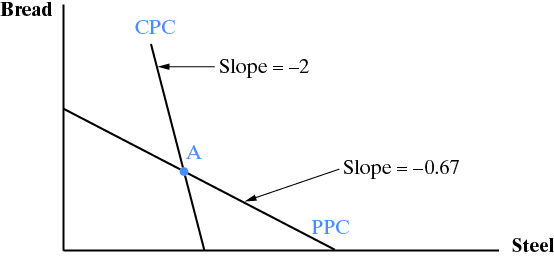 Bread
CPC
Slope = –2
A
Slope = –0.67
PPC
Steel